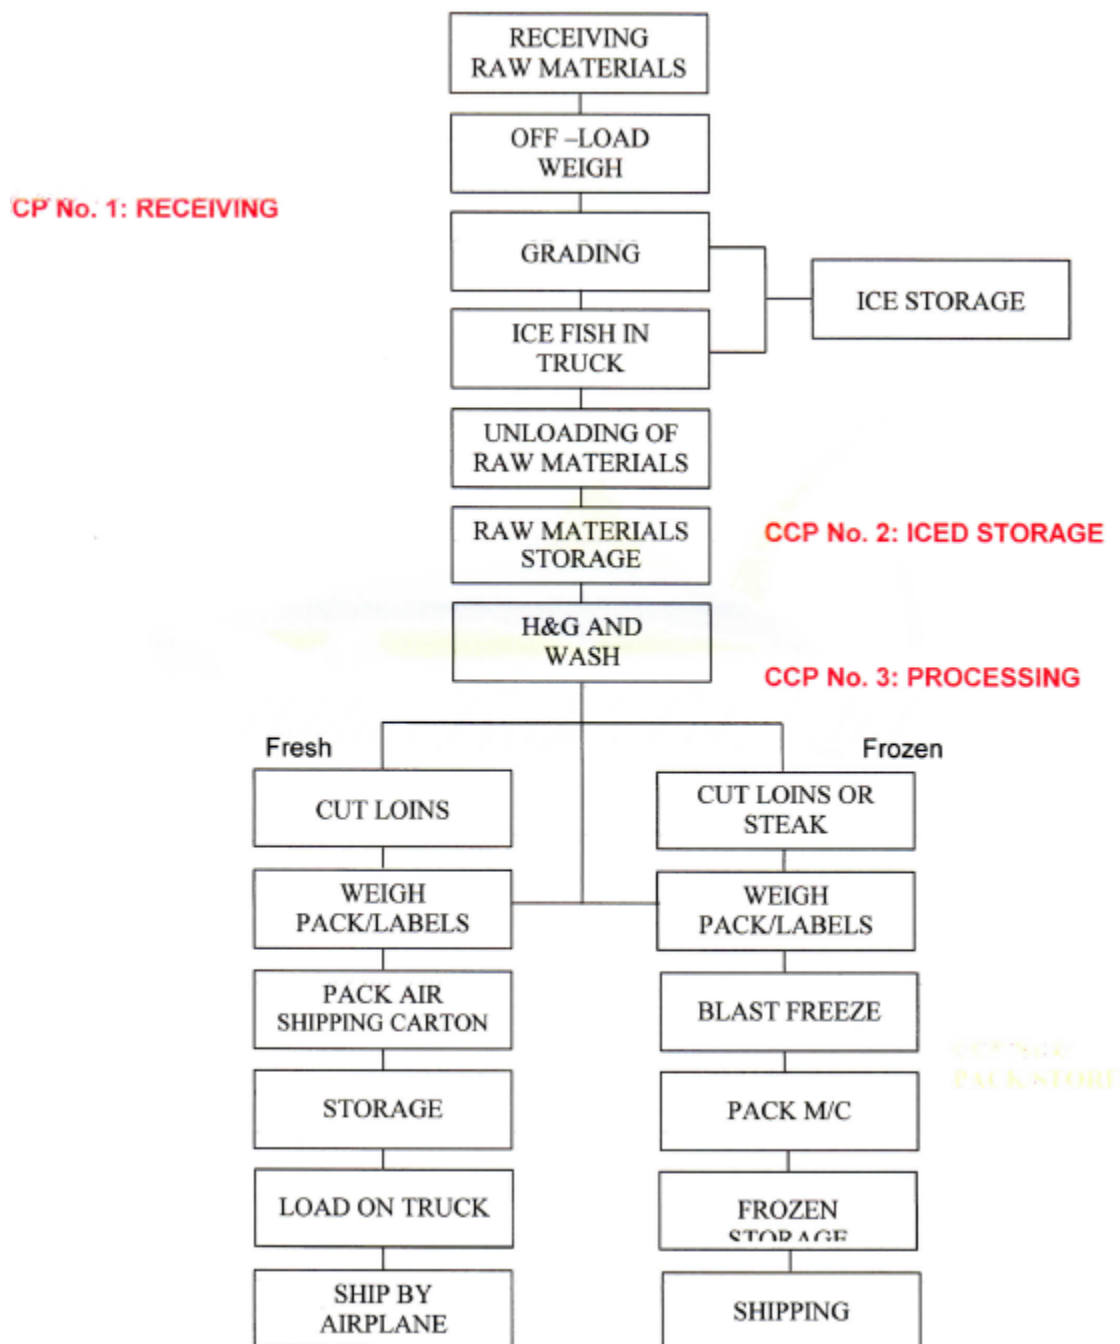 RECEIVING
RAW MATERIALS
OFF –LOAD
WEIGH
CP No. 1: RECEIVING
GRADING
ICE STORAGE
ICE FISH IN
TRUCK
UNLOADING OF
RAW MATERIALS
RAW MATERIALS
STORAGE
CCP No. 2: ICED STORAGE
H&G AND
WASH
CCP No. 3: PROCESSING
Fresh
Frozen
CUT LOINS
CUT LOINS OR
STEAK
WEIGH
PACK/LABELS
WEIGH
PACK/LABELS
PACK AIR
SHIPPING CARTON
BLAST FREEZE
STORAGE
PACK M/C
LOAD ON TRUCK
FROZEN
STORAGE
SHIP BY
AIRPLANE
SHIPPING